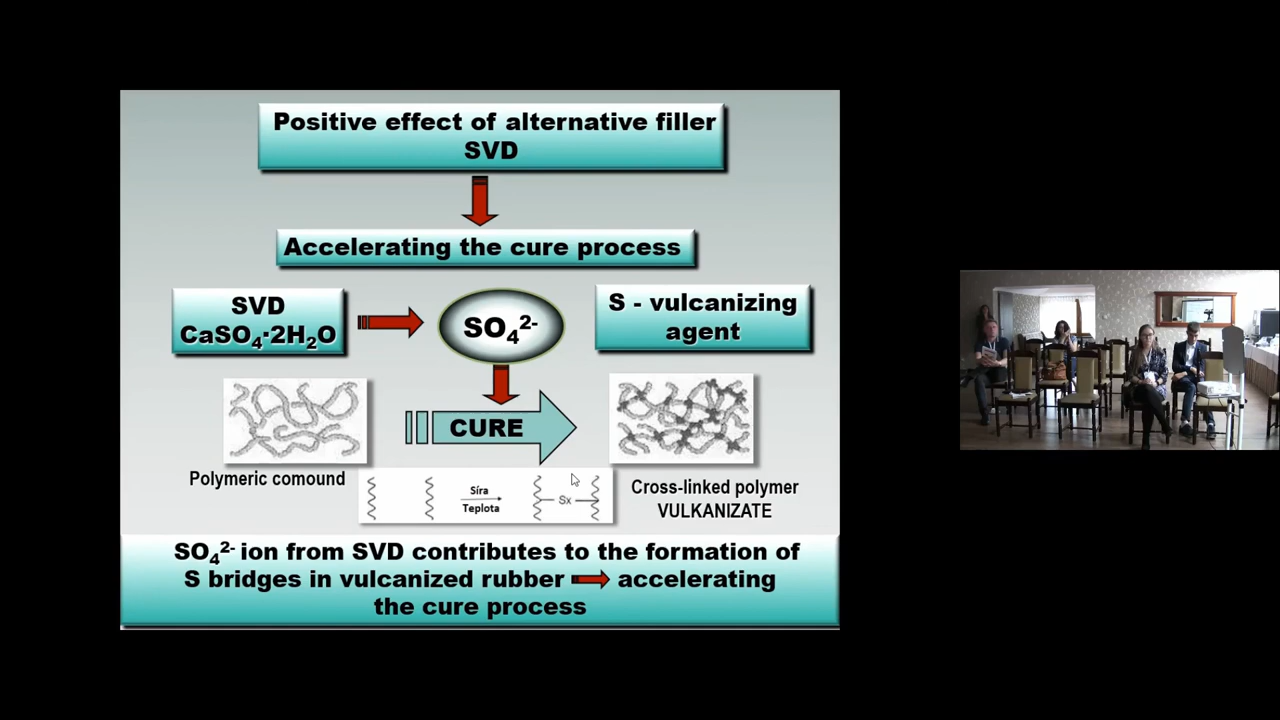 Positive effect of alternative filler
SVD
Accelerating the cure process
SVD
CaSO₄·2H₂O
SO₄²⁻
S - vulcanizing
agent
CURE
Polymeric comound
Síra
Teplota
Sx
Cross-linked polymer
VULKANIZATE
SO₄²⁻ ion from SVD contributes to the formation of
S bridges in vulcanized rubber accelerating
the cure process